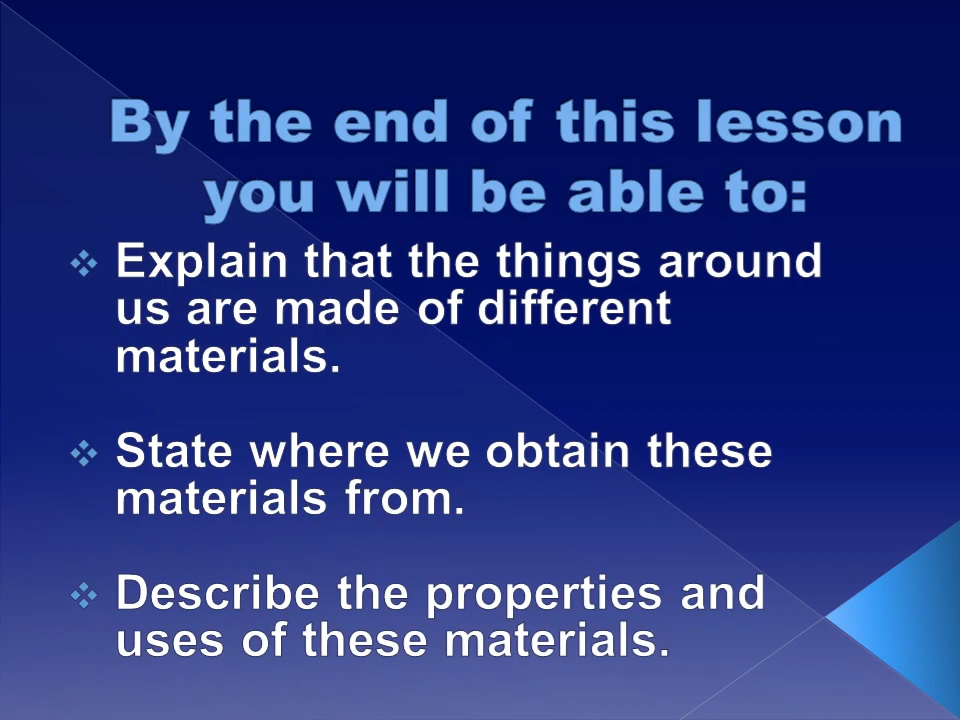 By the end of this lesson
you will be able to:
❖ Explain that the things around
us are made of different
materials.
❖ State where we obtain these
materials from.
❖ Describe the properties and
uses of these materials.